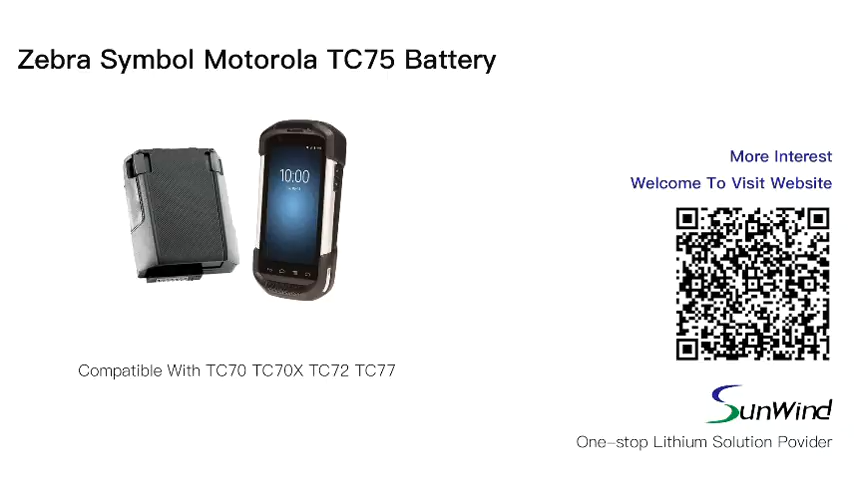 Zebra Symbol Motorola TC75 Battery
10:00
More Interest
Welcome To Visit Website
Compatible With TC70 TC70X TC72 TC77
SunWind
One-stop Lithium Solution Povider